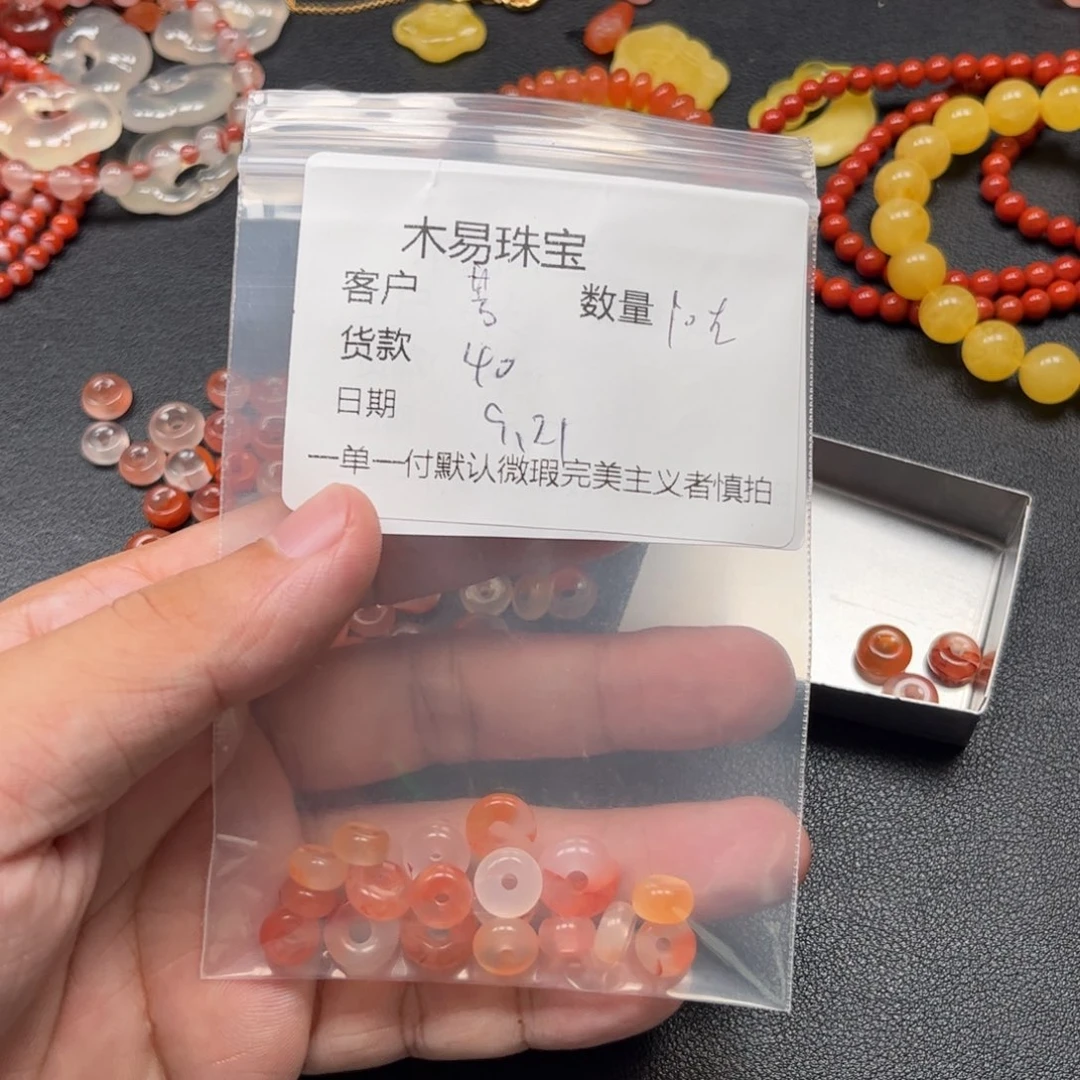 木易珠宝
客户
数量
货款 40
日期 9,21
一单一付默认微瑕完美主义者慎拍